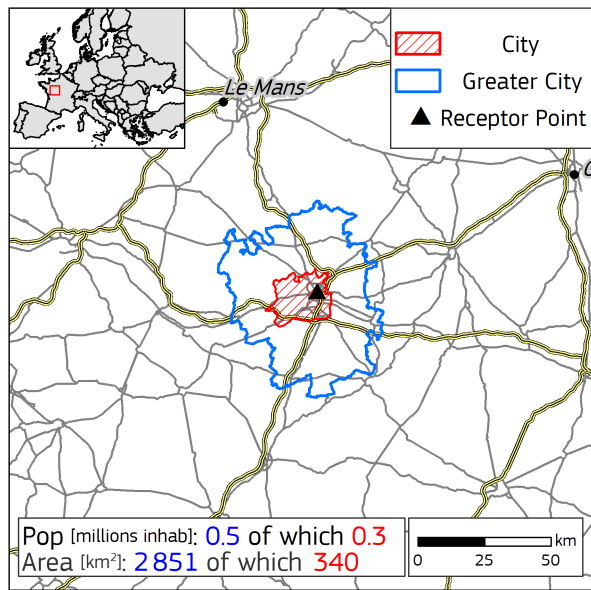 City
Greater City
Receptor Point
Le Mans
Pop [millions inhab]: 0.5 of which 0.3
Area [km²]: 2 851 of which 340
km
0 25 50